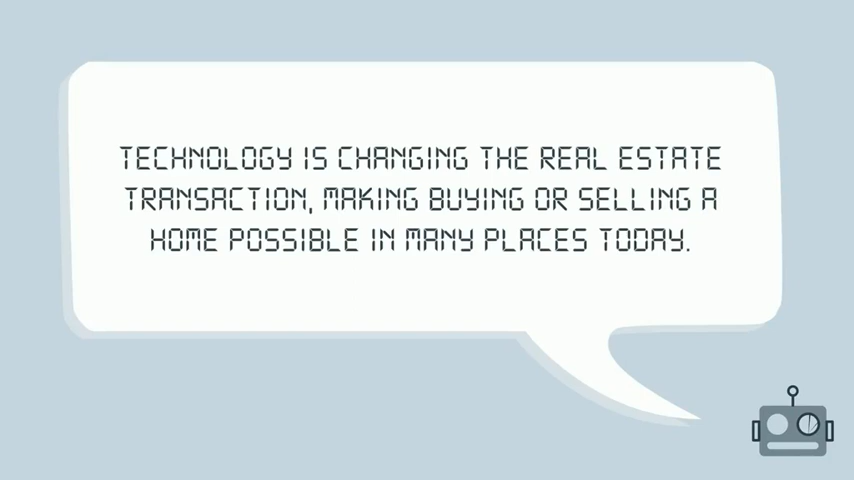 TECHNOLOGY IS CHANGING THE REAL ESTATE
TRANSACTION, MAKING BUYING OR SELLING A
HOME POSSIBLE IN MANY PLACES TODAY.